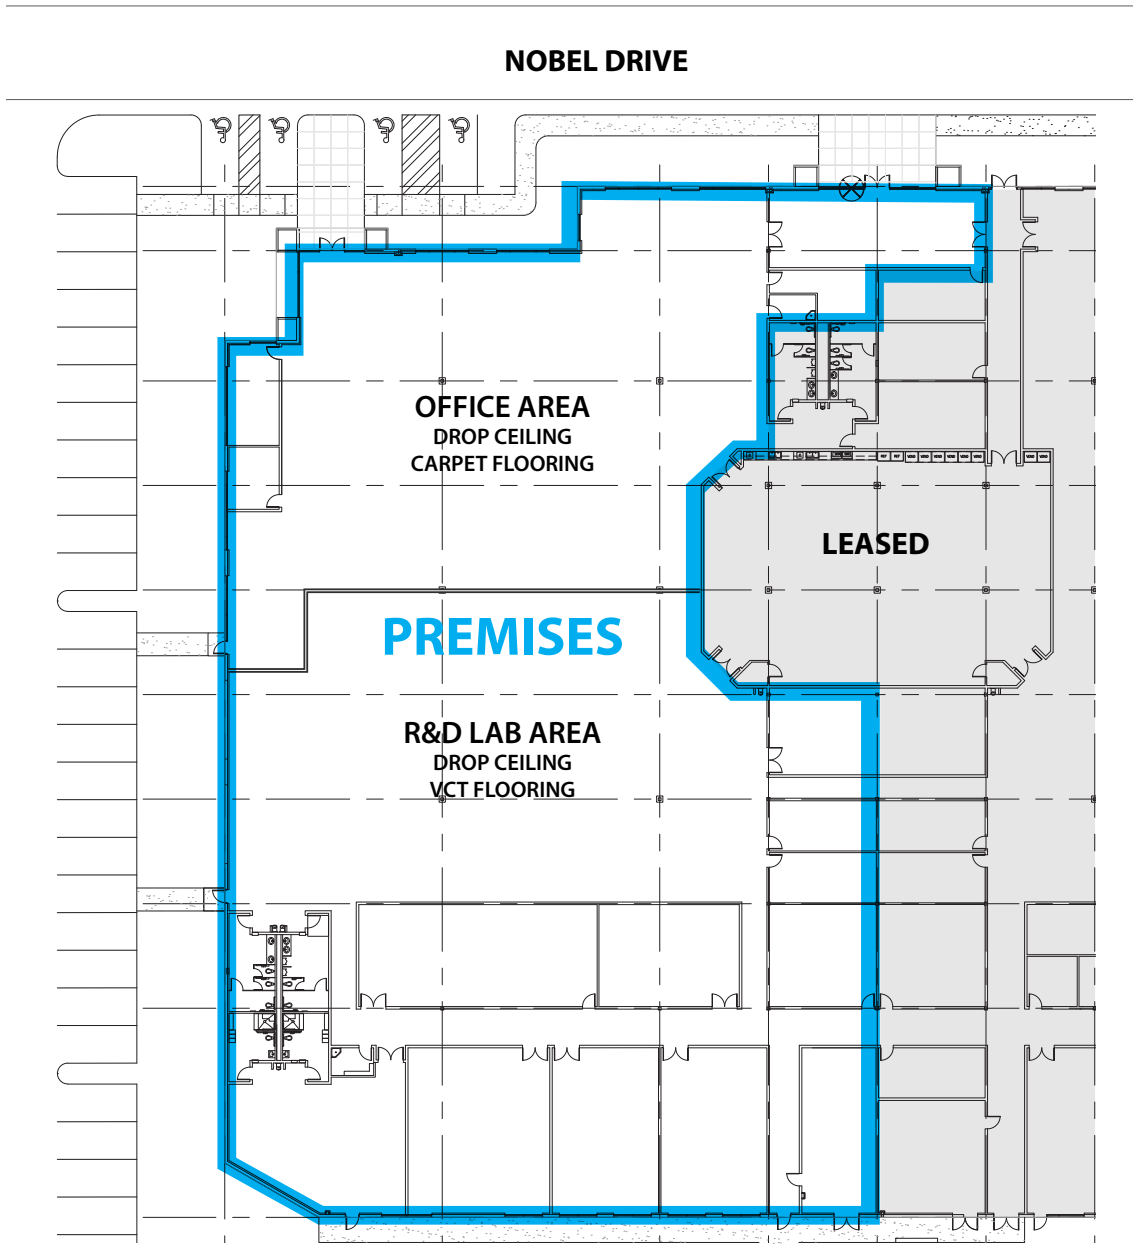 NOBEL DRIVE
OFFICE AREA
DROP CEILING
CARPET FLOORING
LEASED
PREMISES
R&D LAB AREA
DROP CEILING
VCT FLOORING